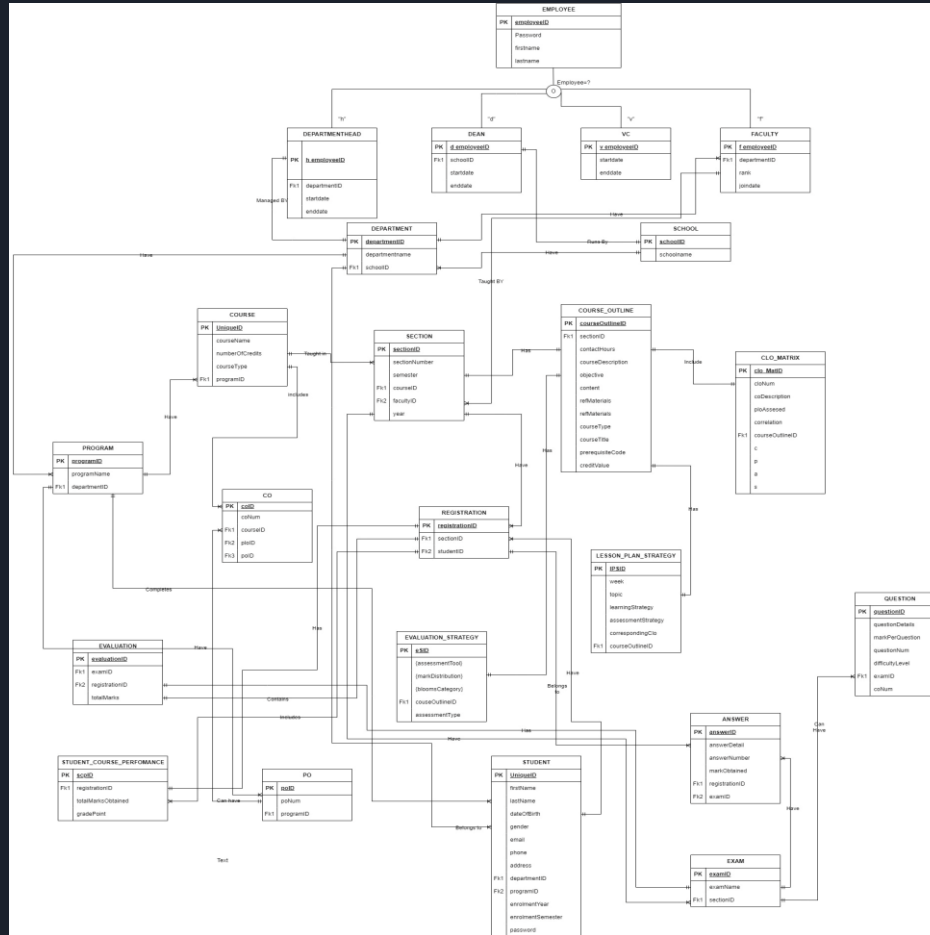 EMPLOYEE
PK employeeID
Password
firstname
lastname
Employee=?
"h"
"d"
"v"
"f"
DEPARTMENTHEAD
PK h_employeeID
Fk1 departmentID
startdate
enddate
DEAN
PK d_employeeID
Fk1 schoolID
startdate
enddate
VC
PK v_employeeID
startdate
enddate
FACULTY
PK f_employeeID
Fk1 departmentID
rank
joindate
Managed BY
Have
DEPARTMENT
PK departmentID
departmentname
Fk1 schoolID
SCHOOL
PK schoolID
schoolname
Runs By
Have
Have
Taught BY
COURSE
PK UniqueID
courseName
numberOfCredits
courseType
Fk1 programID
Includes
Have
SECTION
PK sectionID
sectionNumber
semester
Fk1 courseID
Fk2 facultyID
year
Has
COURSE_OUTLINE
PK courseOutlineID
Fk1 sectionID
contactHours
courseDescription
objective
content
refMaterials
refMaterials
courseType
courseTitle
prerequisiteCode
creditValue
Include
CLO_MATRIX
PK clo_MatID
cloNum
coDescription
ploAssesed
correlation
Fk1 courseOutlineID
c
p
a
s
PROGRAM
PK programID
programName
Fk1 departmentID
CO
PK coID
coNum
Fk1 courseID
Fk2 ploID
Fk3 poID
Has
Have
REGISTRATION
PK registrationID
Fk1 sectionID
Fk2 studentID
Has
LESSON_PLAN_STRATEGY
PK lPSID
week
topic
learningStrategy
assessmentStrategy
correspondingClo
Fk1 courseOutlineID
Completes
Has
QUESTION
PK questionID
questionDetails
markPerQuestion
questionNum
difficultyLevel
Fk1 examID
coNum
EVALUATION
PK evaluationID
Fk1 examID
Fk2 registrationID
totalMarks
Have
EVALUATION_STRATEGY
PK eSID
(assessmentTool)
(markDistribution)
(bloomsCategory)
Fk1 couseOutlineID
assessmentType
Have
Belongs to
Contains
Includes
Has
Have
Can Have
ANSWER
PK answerID
answerDetail
answerNumber
markObtained
Fk1 registrationID
Fk2 examID
STUDENT_COURSE_PERFOMANCE
PK scpID
Fk1 registrationID
totalMarksObtained
gradePoint
Can have
PO
PK poID
poNum
Fk1 programID
Belongs to
STUDENT
PK UniqueID
firstName
lastName
dateOfBirth
gender
email
phone
address
Fk1 departmentID
Fk2 programID
enrolmentYear
enrolmentSemester
password
Have
EXAM
PK examID
examName
Fk1 sectionID
Text